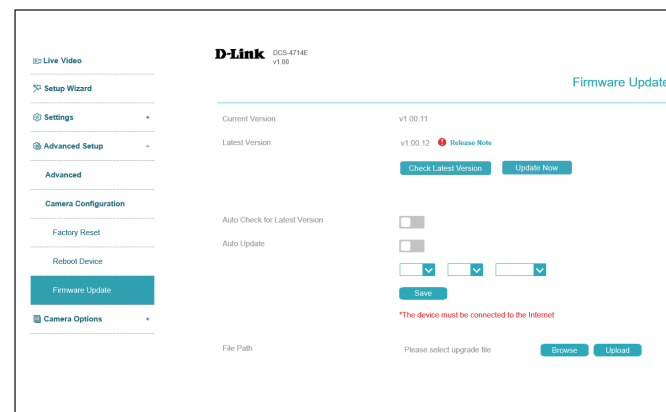 D-Link DCS-4714E
v1.00
Live Video
Setup Wizard
Settings +
Advanced Setup -
Advanced
Camera Configuration
Factory Reset
Reboot Device
Firmware Update
Camera Options +
Firmware Update
Current Version v1.00.11
Latest Version v1.00.12 Release Note
Check Latest Version Update Now
Auto Check for Latest Version
Auto Update
Save
*The device must be connected to the Internet
File Path Please select upgrade file Browse Upload